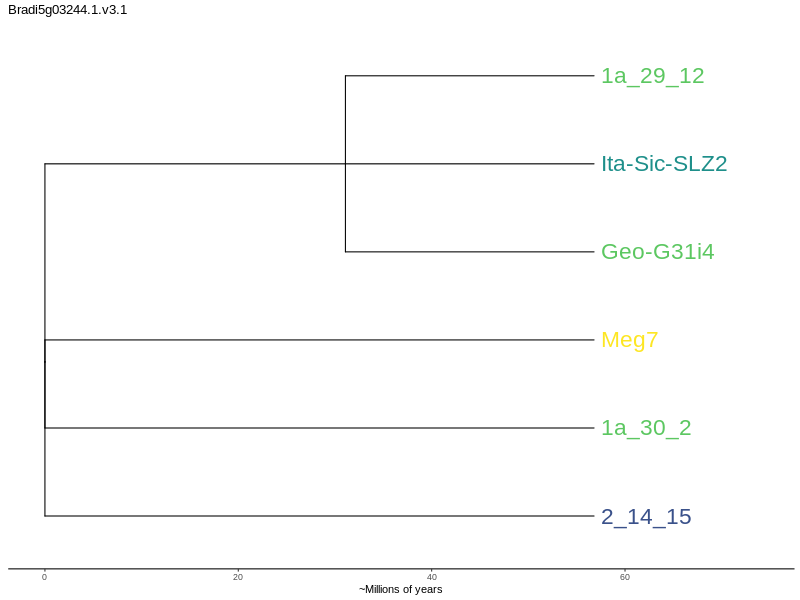 Bradi5g03244.1.v3.1
1a_29_12
Ita-Sic-SLZ2
Geo-G31i4
Meg7
1a_30_2
2_14_15
0 20 40 60
~Millions of years